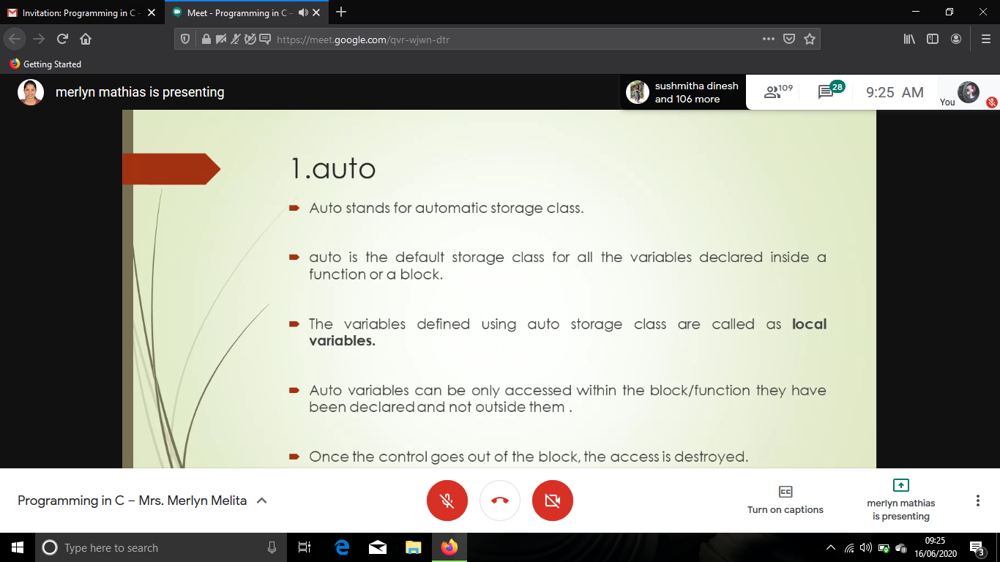 Invitation: Programming in C -
Meet - Programming in C –
https://meet.google.com/qvr-wjwn-dtr
Getting Started
merlyn mathias is presenting
sushmitha dinesh
and 106 more
109
28
9:25 AM
You
1.auto
Auto stands for automatic storage class.
auto is the default storage class for all the variables declared inside a
function or a block.
The variables defined using auto storage class are called as local
variables.
Auto variables can be only accessed within the block/function they have
been declared and not outside them .
Once the control goes out of the block, the access is destroyed.
Programming in C – Mrs. Merlyn Melita
CC
Turn on captions
merlyn mathias
is presenting
Type here to search
09:25
16/06/2020
3